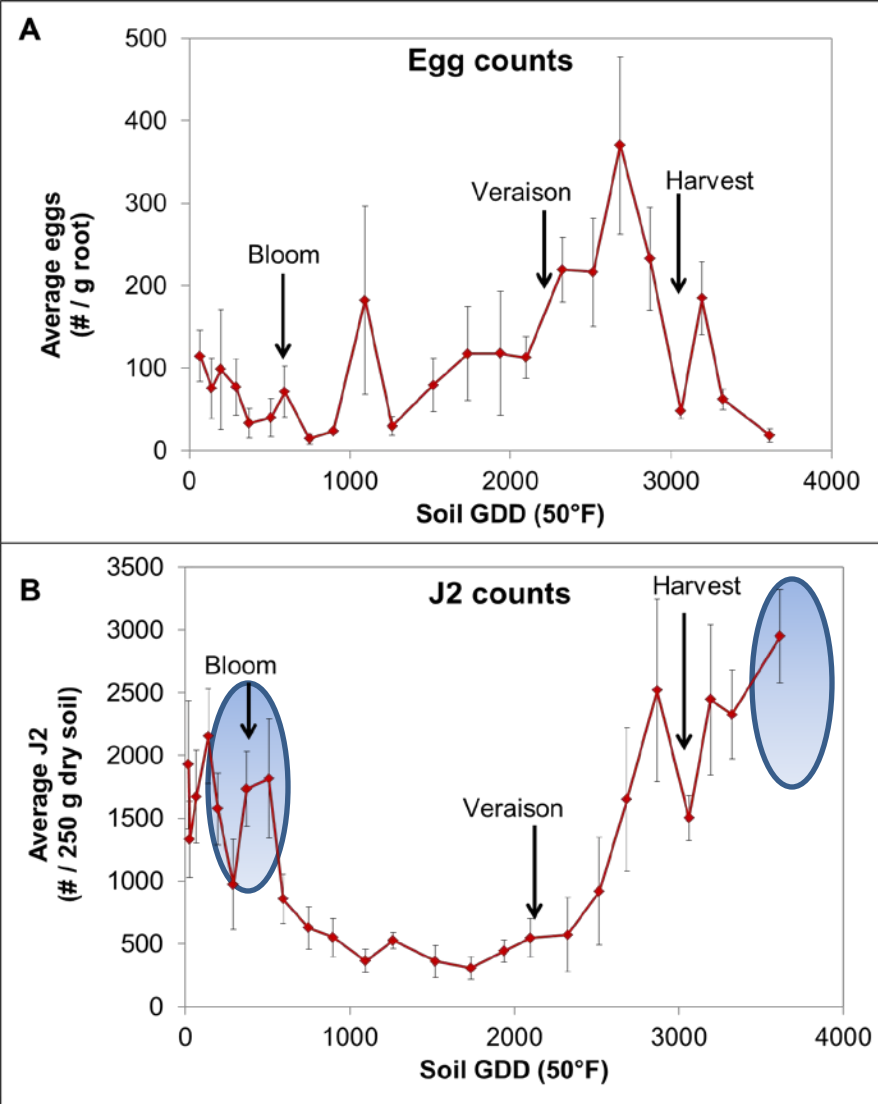 A
Egg counts
500
400
300
200
100
0
Average eggs
(# / g root)
Bloom
Veraison
Harvest
0 1000 2000 3000 4000
Soil GDD (50°F)
B
J2 counts
3500
3000
2500
2000
1500
1000
500
0
Average J2
(# / 250 g dry soil)
Bloom
Veraison
Harvest
0 1000 2000 3000 4000
Soil GDD (50°F)